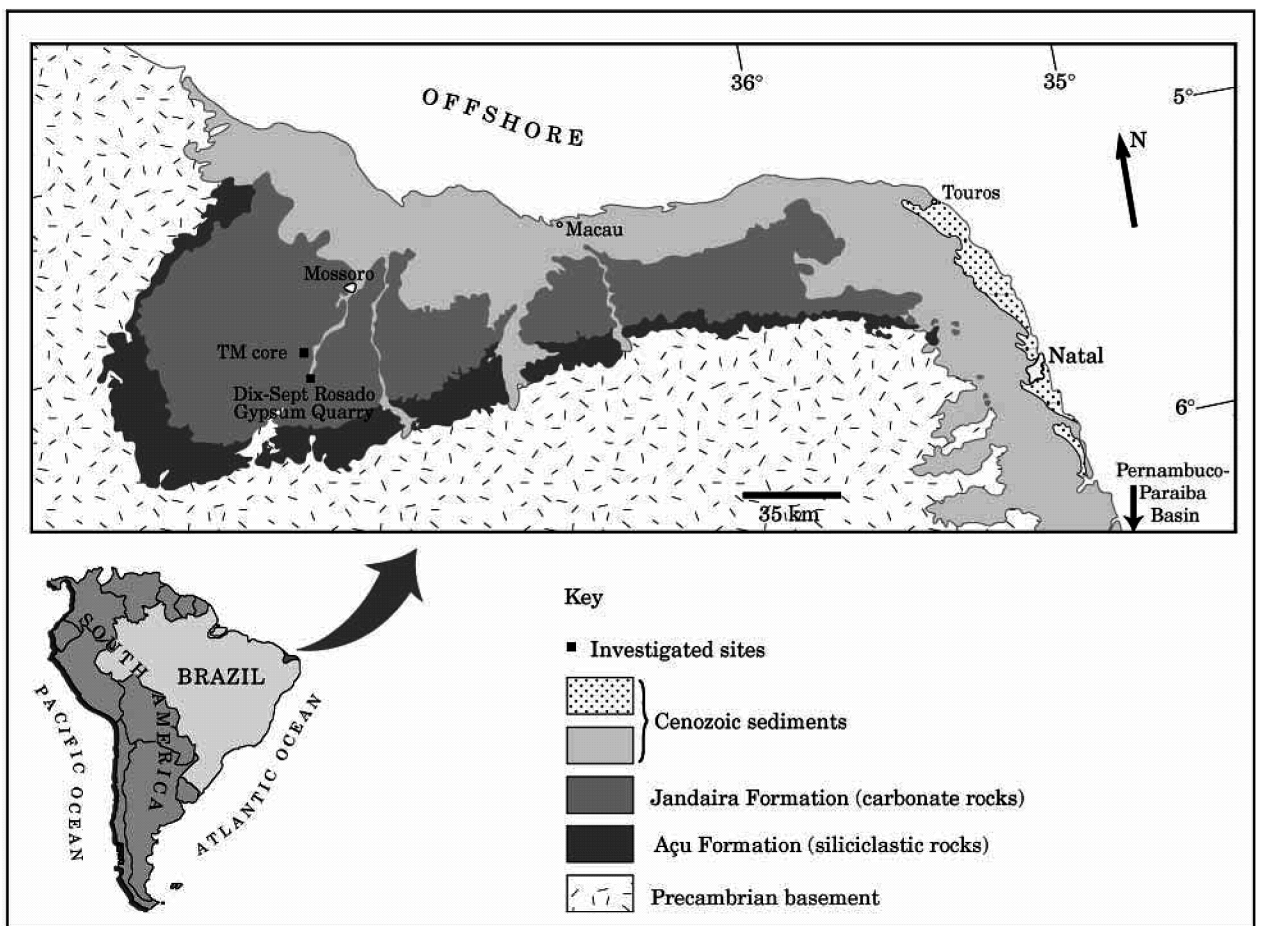 36°
35°
5°
OFFSHORE
N
Touros
Macau
Mossoro
TM core
Natal
Dix-Sept Rosado
Gypsum Quarry
6°
Pernambuco-
Paraiba
Basin
35 km
Key
Investigated sites
SOUTH AMERICA
BRAZIL
PACIFIC OCEAN
ATLANTIC OCEAN
Cenozoic sediments
Jandaira Formation (carbonate rocks)
Açu Formation (siliciclastic rocks)
Precambrian basement